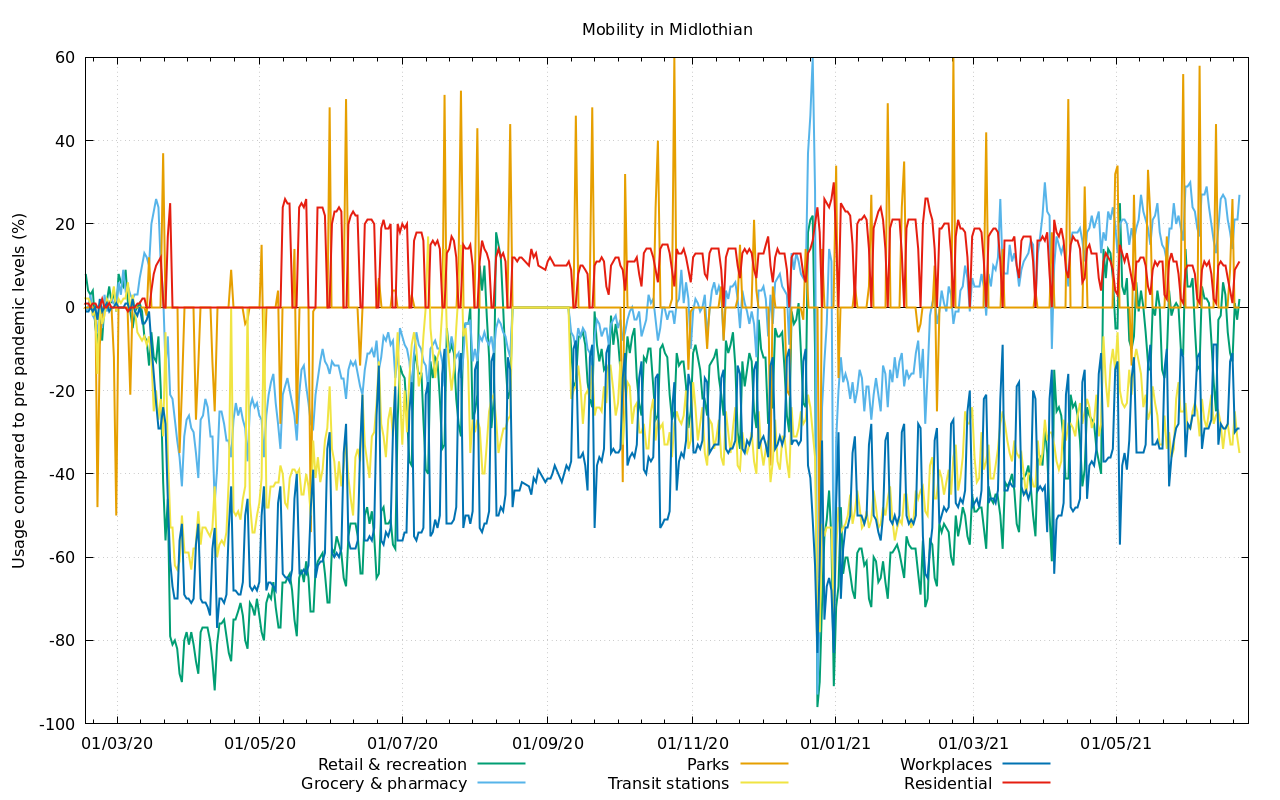 Mobility in Midlothian
Usage compared to pre pandemic levels (%)
60
40
20
0
-20
-40
-60
-80
-100
01/03/20 01/05/20 01/07/20 01/09/20 01/11/20 01/01/21 01/03/21 01/05/21
Retail & recreation Parks Workplaces
Grocery & pharmacy Transit stations Residential